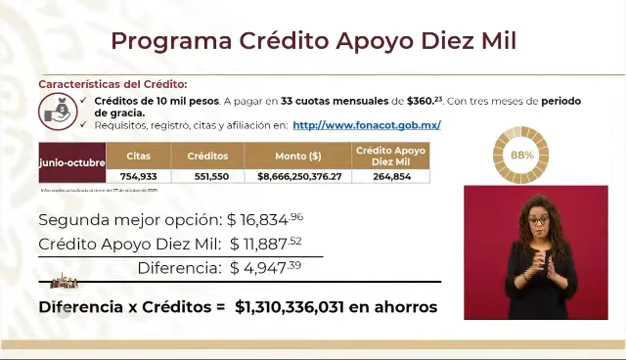 Programa Crédito Apoyo Diez Mil
Características del Crédito:
✓ Créditos de 10 mil pesos. A pagar en 33 cuotas mensuales de $360.²³. Con tres meses de periodo
de gracia.
✓ Requisitos, registro, citas y afiliación en: http://www.fonacot.gob.mx/
junio-octubre Citas Créditos Monto ($) Crédito Apoyo
Diez Mil
754,933 551,550 $8,666,250,376.27 264,854
88%
Segunda mejor opción: $ 16,834.96
Crédito Apoyo Diez Mil: $ 11,887.52
Diferencia: $ 4,947.39
Diferencia x Créditos = $1,310,336,031 en ahorros